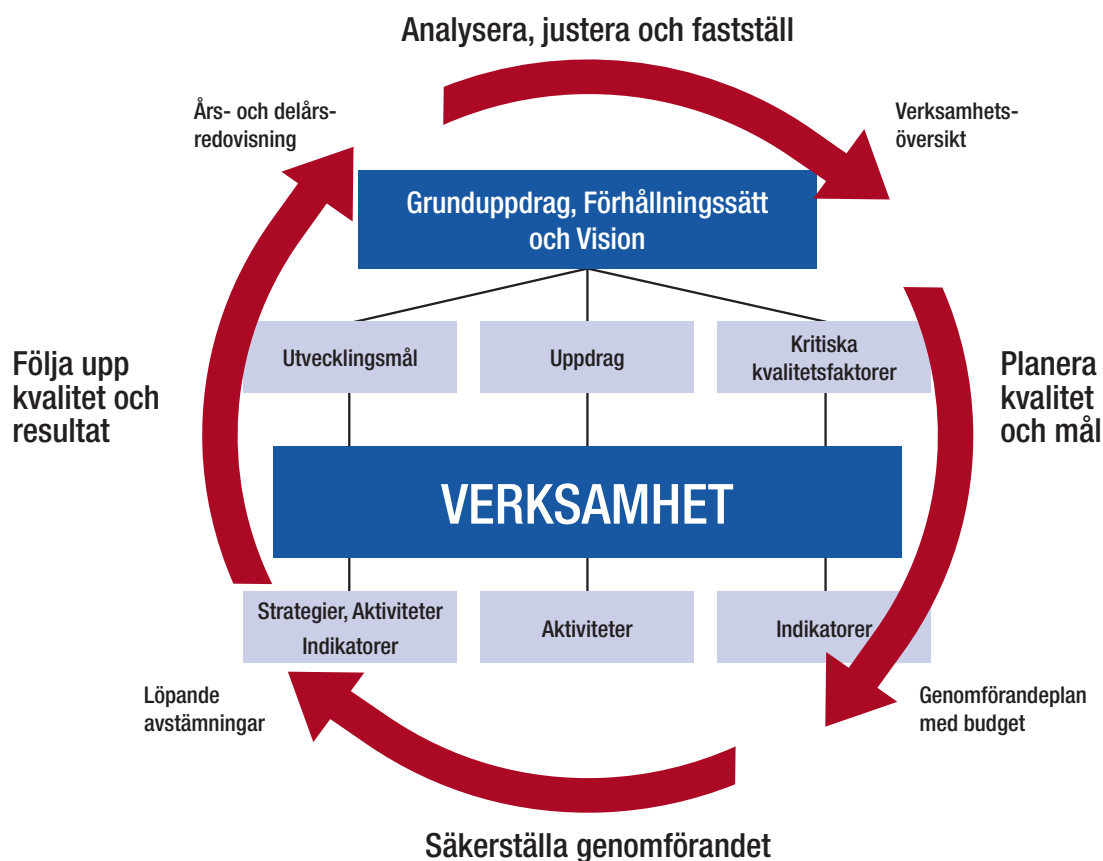 Analysera, justera och fastställ
Års- och delårs-
redovisning
Verksamhets-
översikt
Grunduppdrag, Förhållningssätt
och Vision
Utvecklingsmål
Uppdrag
Kritiska
kvalitetsfaktorer
Följa upp
kvalitet och
resultat
Planera
kvalitet
och mål
VERKSAMHET
Strategier, Aktiviteter
Indikatorer
Aktiviteter
Indikatorer
Löpande
avstämningar
Genomförandeplan
med budget
Säkerställa genomförandet